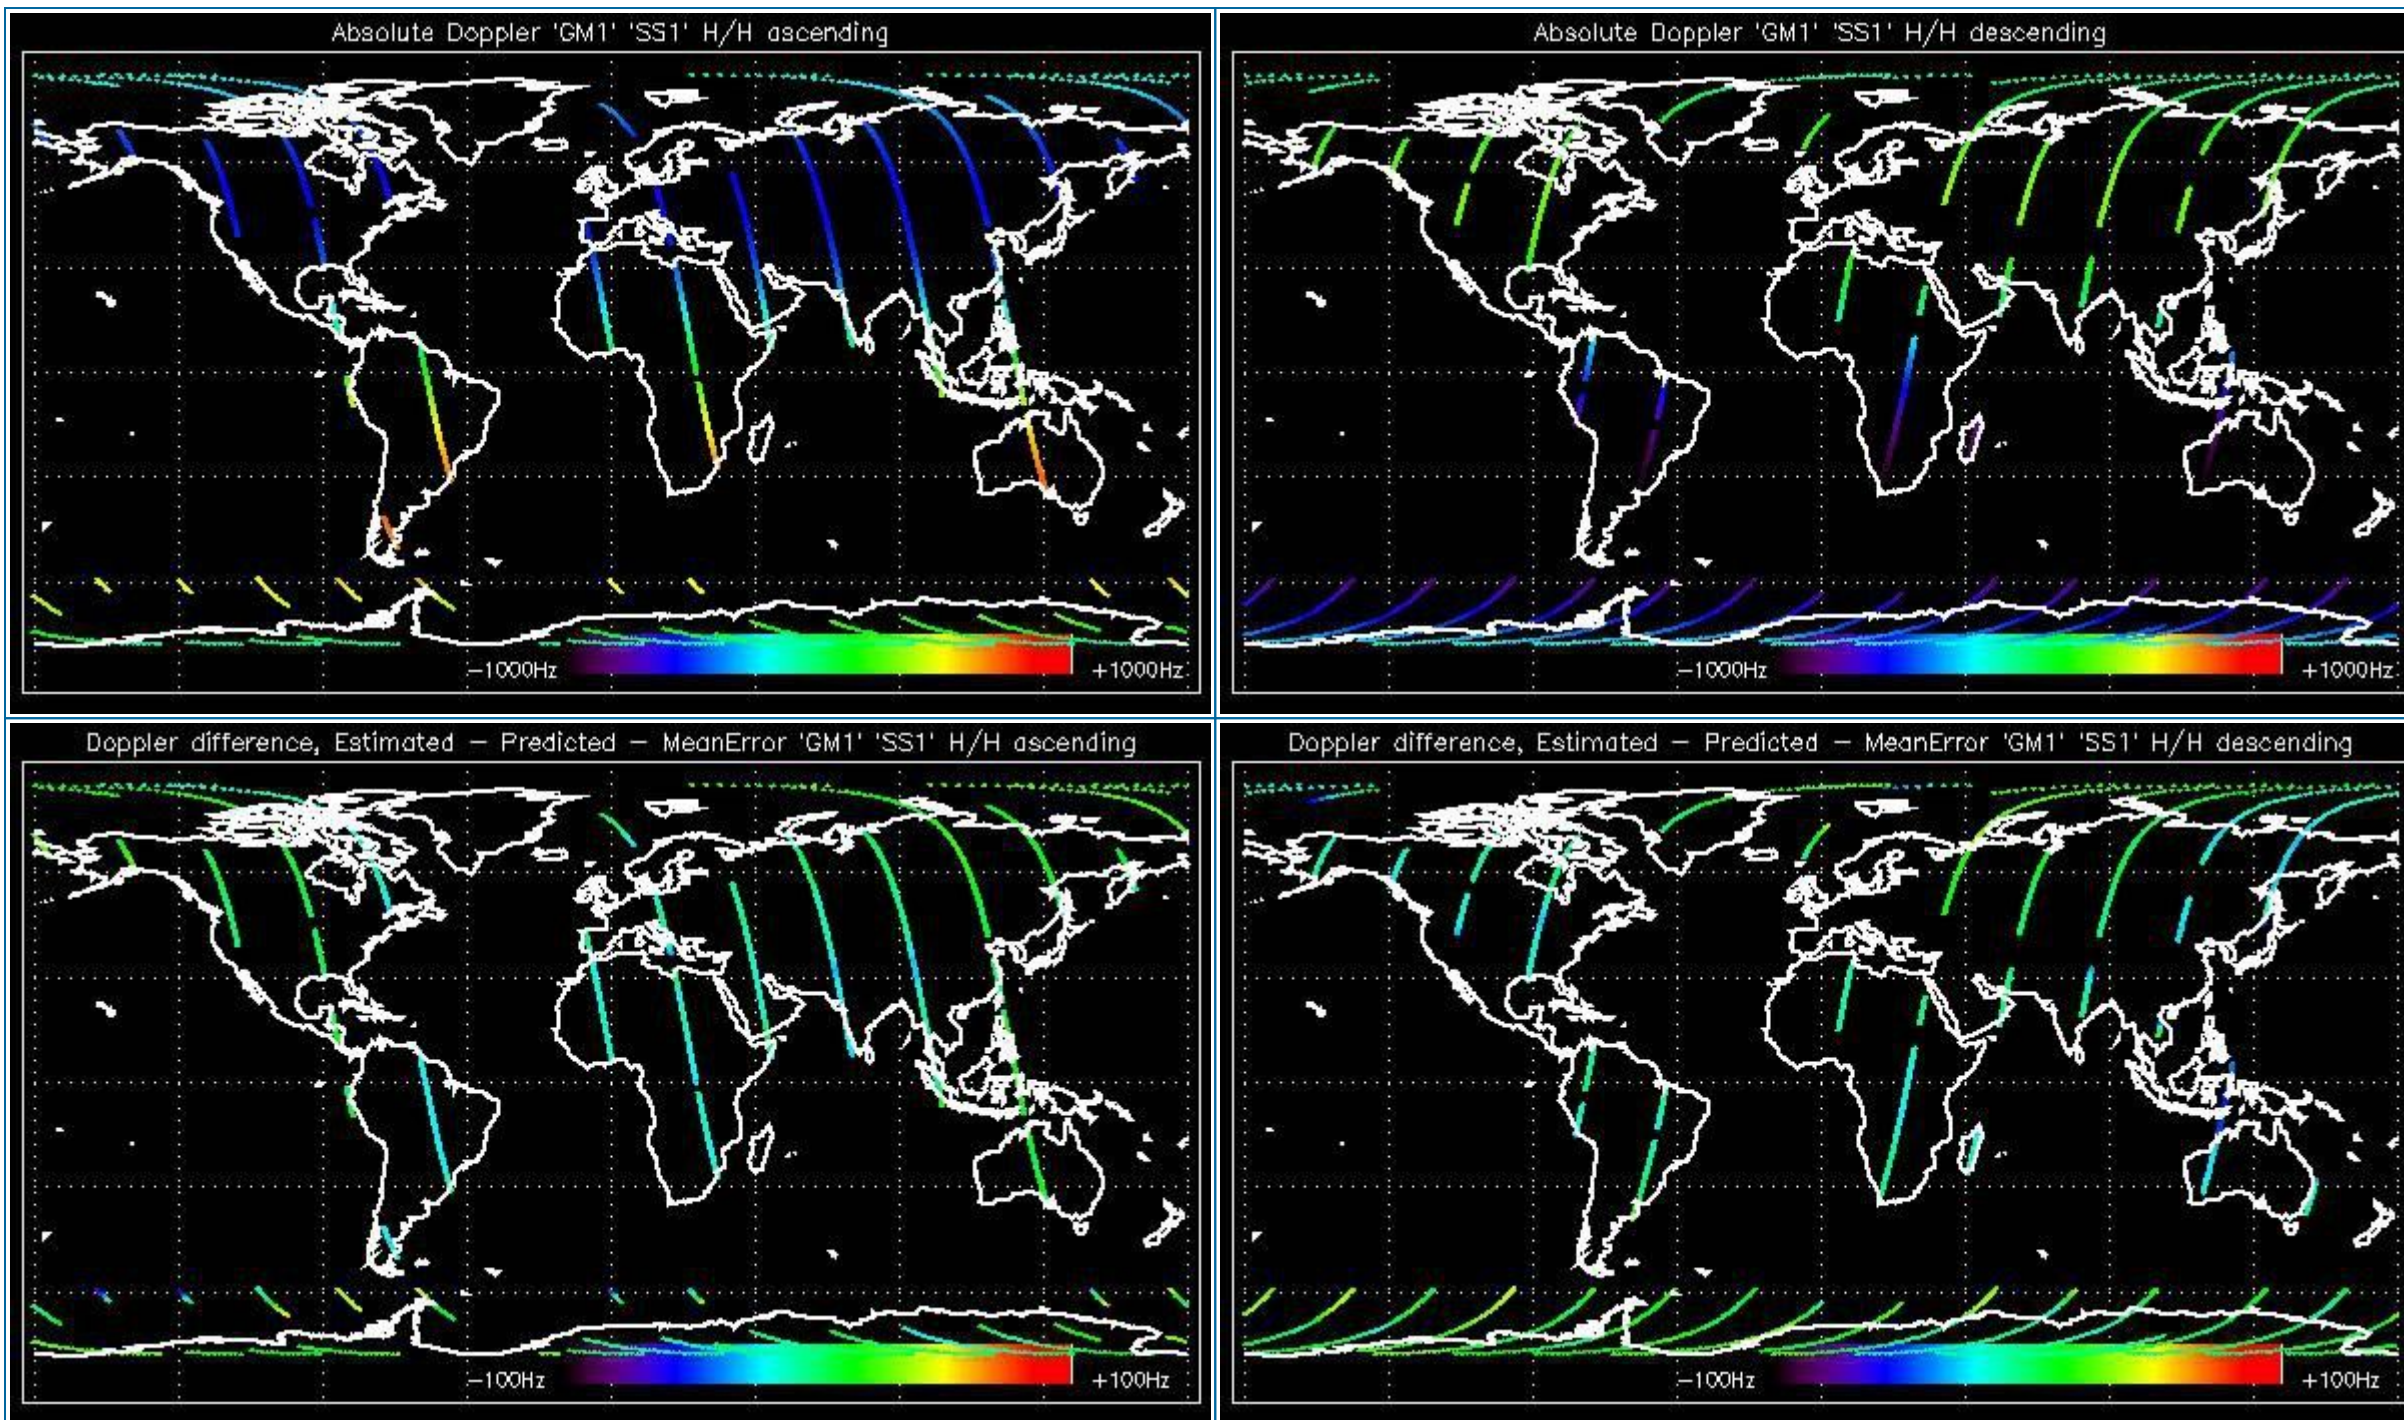 Absolute Doppler 'GM1' 'SS1' H/H ascending
-1000Hz
+1000Hz
Absolute Doppler 'GM1' 'SS1' H/H descending
-1000Hz
+1000Hz
Doppler difference, Estimated - Predicted - MeanError 'GM1' 'SS1' H/H ascending
-100Hz
+100Hz
Doppler difference, Estimated - Predicted - MeanError 'GM1' 'SS1' H/H descending
-100Hz
+100Hz